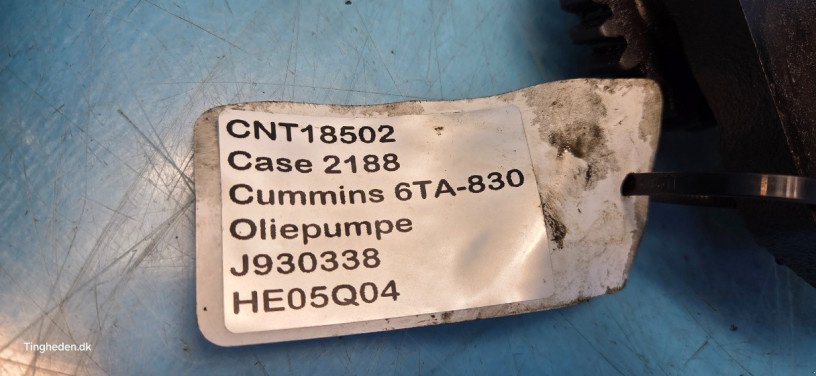 CNT18502
Case 2188
Cummins 6TA-830
Oliepumpe
J930338
HE05Q04
Tingheden.dk